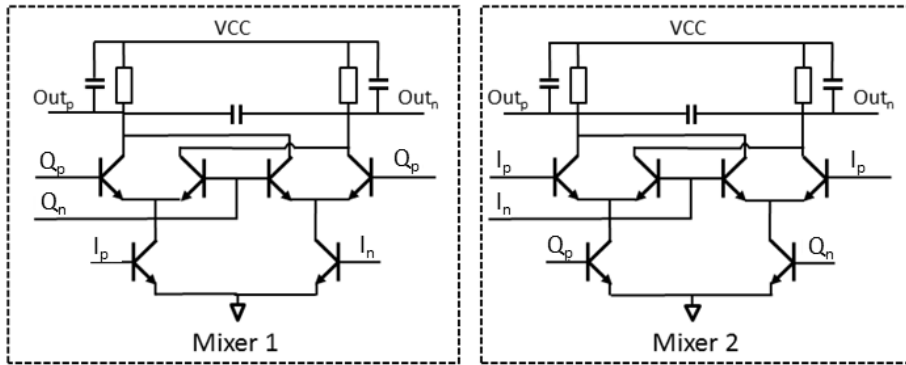 VCC
Outp
Outn
Qp
Qp
Qn
Ip
In
Mixer 1
VCC
Outp
Outn
Ip
Ip
In
Qp
Qn
Mixer 2